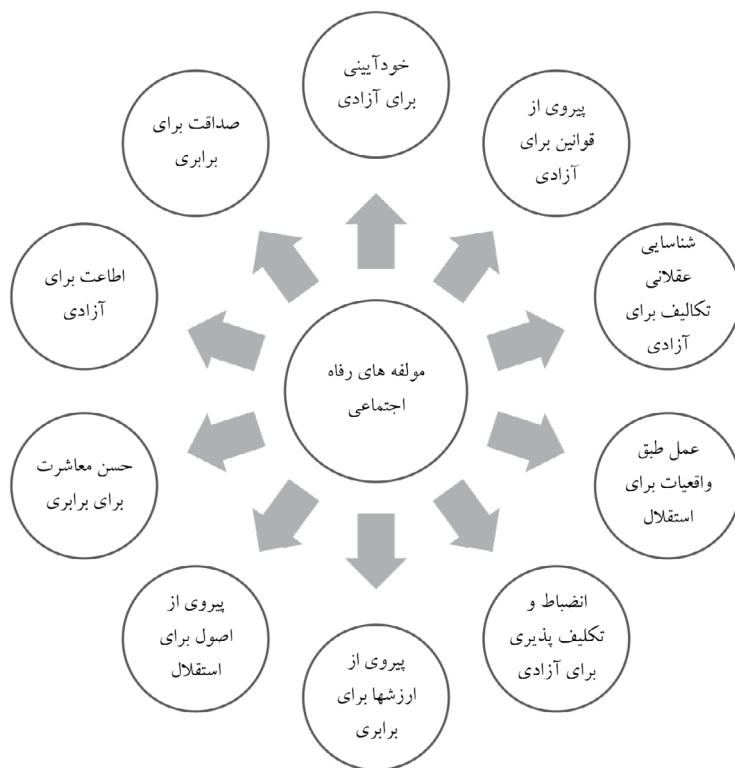 مولفه های رفاه
اجتماعی
خودآیینی
برای آزادی
پیروی از
قوانین برای
آزادی
شناسایی
عقلانی
تکالیف برای
آزادی
عمل طبق
واقعیات برای
استقلال
انضباط و
تکلیف پذیری
برای آزادی
پیروی از
ارزشها برای
برابری
پیروی از
اصول برای
استقلال
حسن معاشرت
برای برابری
اطاعت برای
آزادی
صداقت برای
برابری